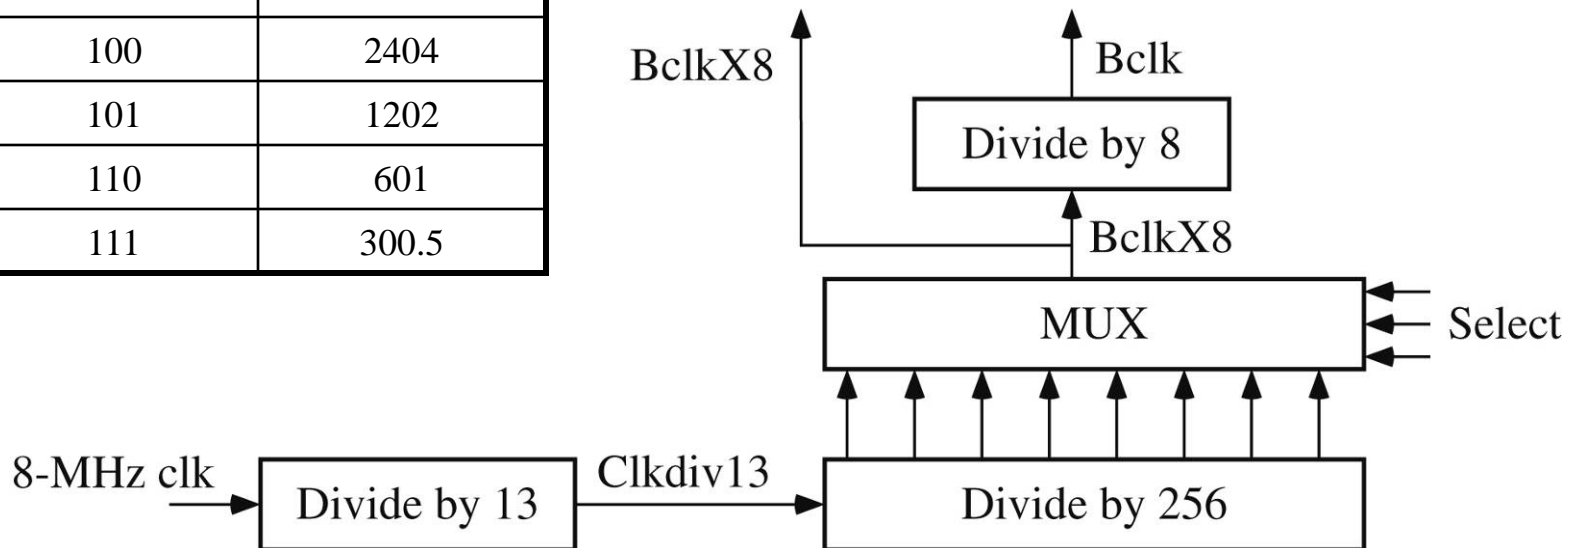 100 2404
101 1202
110 601
111 300.5
BclkX8
Bclk
Divide by 8
BclkX8
MUX
Select
8-MHz clk
Divide by 13
Clkdiv13
Divide by 256